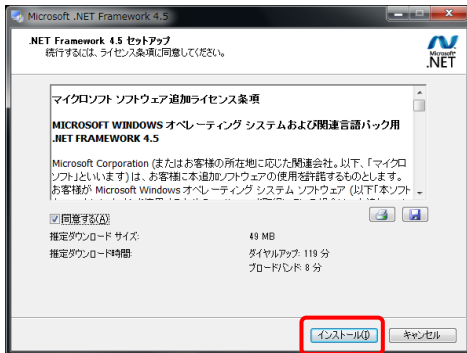 Microsoft .NET Framework 4.5
.NET Framework 4.5 セットアップ
続行するには、ライセンス条項に同意してください。
Microsoft
.NET
マイクロソフト ソフトウェア追加ライセンス条項
MICROSOFT WINDOWS オペレーティング システムおよび関連言語パック用
.NET FRAMEWORK 4.5
Microsoft Corporation (またはお客様の所在地に応じた関連会社。以下、「マイクロ
ソフト」といいます) は、お客様に本追加ソフトウェアの使用を許諾するものとします。
お客様が Microsoft Windows オペレーティング システム ソフトウェア (以下「本ソフト
同意する(A)
推定ダウンロード サイズ: 49 MB
推定ダウンロード時間: ダイヤルアップ: 119 分
ブロードバンド: 8 分
インストール(I)
キャンセル